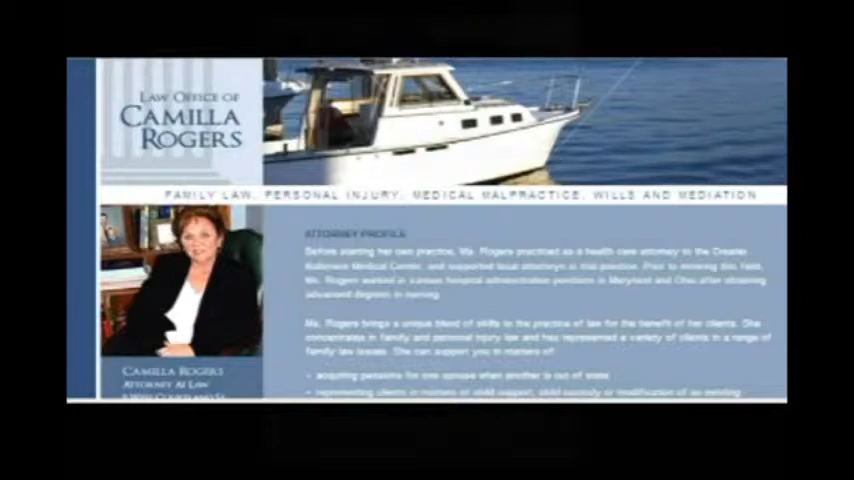 LAW OFFICE OF
CAMILLA
ROGERS
FAMILY LAW, PERSONAL INJURY, MEDICAL MALPRACTICE, WILLS AND MEDIATION
ATTORNEY PROFILE
Before starting her own practice, Ms. Rogers practiced as a health care attorney to the Greater
Baltimore Medical Center, and supported local attorneys in trial practice. Prior to entering this field,
Ms. Rogers worked in various hospital administration positions in Maryland and Ohio after obtaining
advanced degrees in nursing.
Ms. Rogers brings a unique blend of skills to the practice of law for the benefit of her clients. She
concentrates in family and personal injury law and has represented a variety of clients in a range of
family law issues. She can support you in matters of:
- acquiring pensions for one spouse when another is out of state
- representing clients in matters of child support, child custody or modification of an existing
CAMILLA ROGERS
ATTORNEY AT LAW